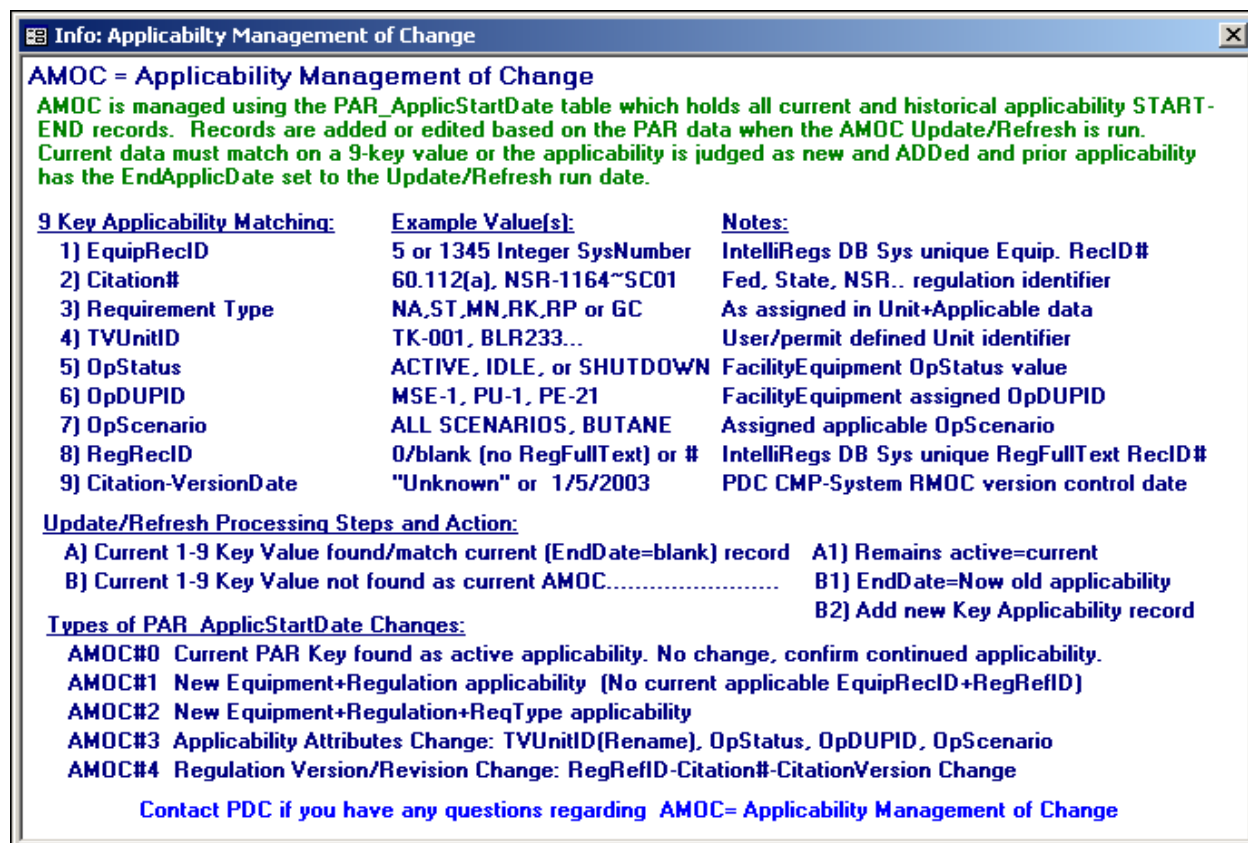 Info: Applicabilty Management of Change
AMOC = Applicability Management of Change
AMOC is managed using the PAR_ApplicStartDate table which holds all current and historical applicability START-
END records. Records are added or edited based on the PAR data when the AMOC Update/Refresh is run.
Current data must match on a 9-key value or the applicability is judged as new and ADDed and prior applicability
has the EndApplicDate set to the Update/Refresh run date.
9 Key Applicability Matching: Example Value(s): Notes:
1) EquipRecID 5 or 1345 Integer SysNumber IntelliRegs DB Sys unique Equip. RecID#
2) Citation# 60.112(a), NSR-1164~SC01 Fed, State, NSR.. regulation identifier
3) Requirement Type NA,ST,MN,RK,RP or GC As assigned in Unit+Applicable data
4) TVUnitID TK-001, BLR233... User/permit defined Unit identifier
5) OpStatus ACTIVE, IDLE, or SHUTDOWN FacilityEquipment OpStatus value
6) OpDUPID MSE-1, PU-1, PE-21 FacilityEquipment assigned OpDUPID
7) OpScenario ALL SCENARIOS, BUTANE Assigned applicable OpScenario
8) RegRecID 0/blank (no RegFullText) or # IntelliRegs DB Sys unique RegFullText RecID#
9) Citation-VersionDate "Unknown" or 1/5/2003 PDC CMP-System RMOC version control date
Update/Refresh Processing Steps and Action:
A) Current 1-9 Key Value found/match current (EndDate=blank) record A1) Remains active=current
B) Current 1-9 Key Value not found as current AMOC........................ B1) EndDate=Now old applicability
B2) Add new Key Applicability record
Types of PAR_ApplicStartDate Changes:
AMOC#0 Current PAR Key found as active applicability. No change, confirm continued applicability.
AMOC#1 New Equipment+Regulation applicability (No current applicable EquipRecID+RegRefID)
AMOC#2 New Equipment+Regulation+ReqType applicability
AMOC#3 Applicability Attributes Change: TVUnitID(Rename), OpStatus, OpDUPID, OpScenario
AMOC#4 Regulation Version/Revision Change: RegRefID-Citation#-CitationVersion Change
Contact PDC if you have any questions regarding AMOC= Applicability Management of Change